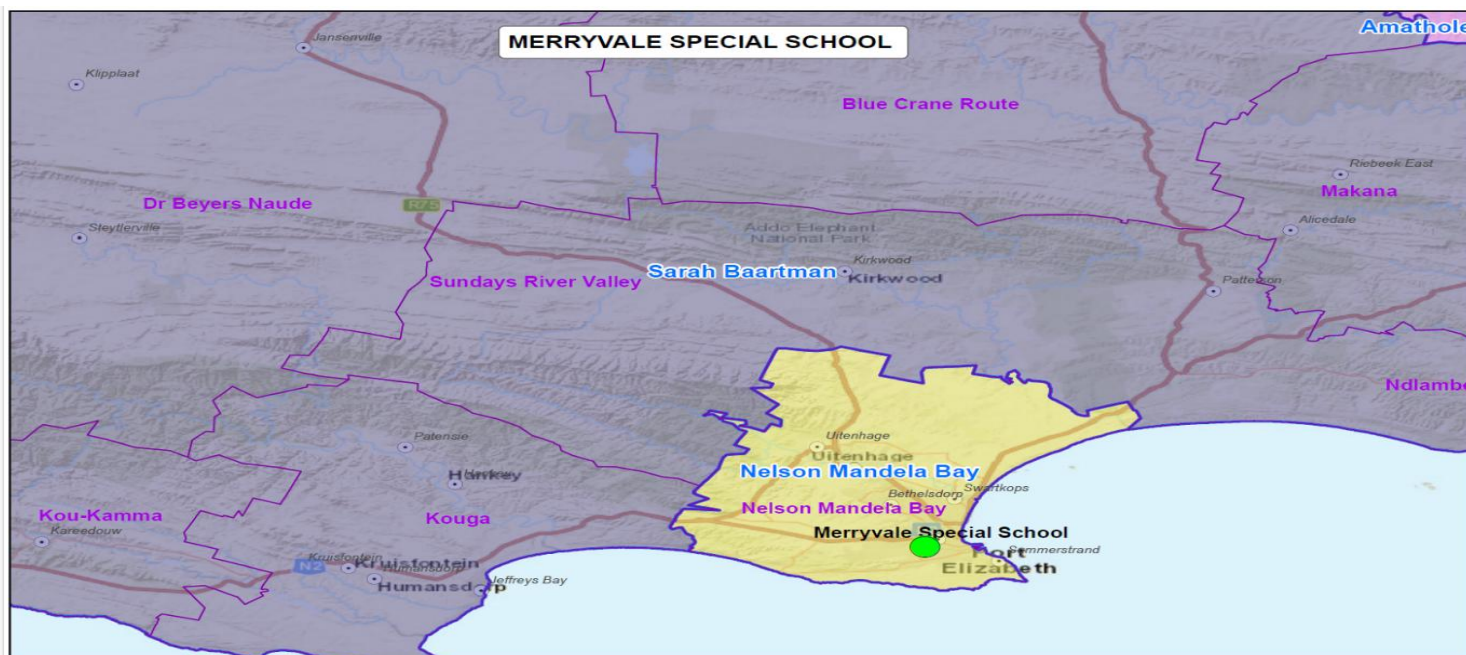 Amathole
MERRYVALE SPECIAL SCHOOL
Jansenville
Klipplaat
Blue Crane Route
Riebeek East
Makana
Dr Beyers Naude
R75
Alicedale
Steytlerville
Addo Elephant
National Park
Kirkwood
Sarah Baartman
Kirkwood
Sundays River Valley
Paterson
Ndlambe
Patensie
Uitenhage
Uitenhage
Nelson Mandela Bay
Hankey
Bethelsdorp
Swartkops
Nelson Mandela Bay
Kou-Kamma
Kouga
Merryvale Special School
Kareedouw
Summerstrand
Port
Elizabeth
Kruisfontein
Kruisfontein
N2
Humansdorp
Humansdorp
Jeffreys Bay